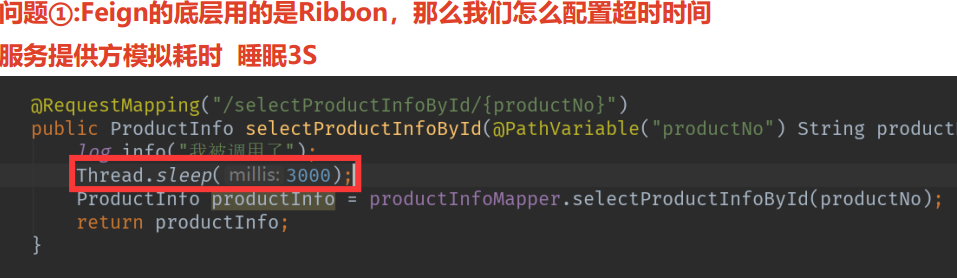 问题①:Feign的底层用的是Ribbon，那么我们怎么配置超时时间
服务提供方模拟耗时 睡眠3S
@RequestMapping("/selectProductInfoById/{productNo}")
public ProductInfo selectProductInfoById(@PathVariable("productNo") String product
log.info("我被调用了");
Thread.sleep( millis: 3000);
ProductInfo productInfo = productInfoMapper.selectProductInfoById(productNo);
return productInfo;
}